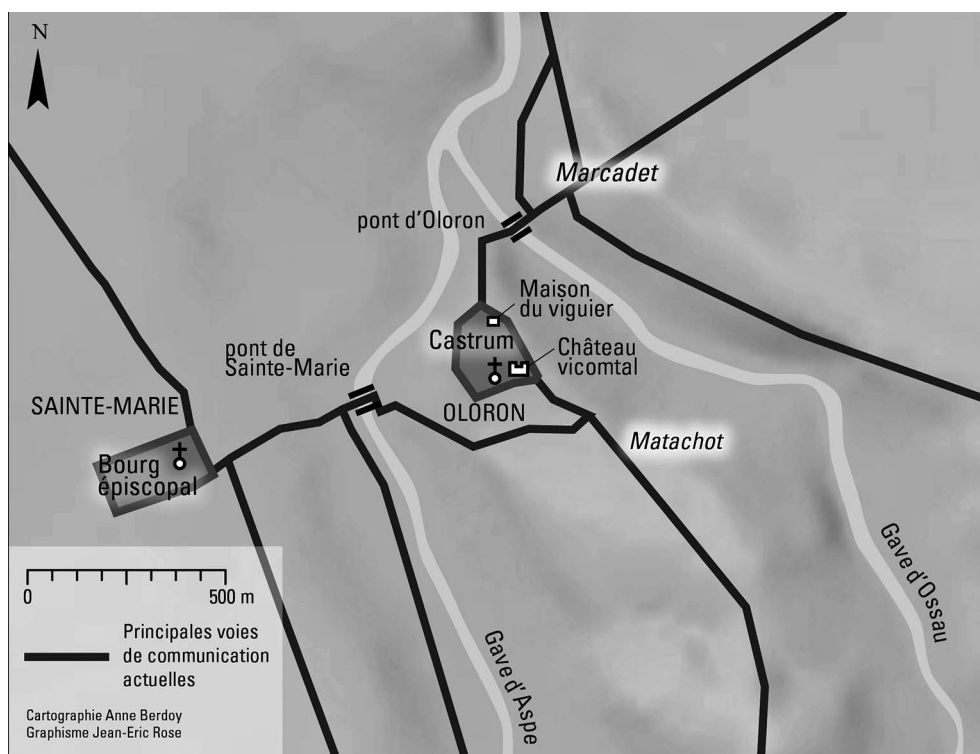 N
Marcadet
pont d'Oloron
Maison
du viguier
Castrum
Château
vicomtal
pont de
Sainte-Marie
SAINTE-MARIE
OLORON
Matachot
Bourg
épiscopal
Gave d'Ossau
Gave d'Aspe
0 500 m
Principales voies
de communication
actuelles
Cartographie Anne Berdoy
Graphisme Jean-Eric Rose